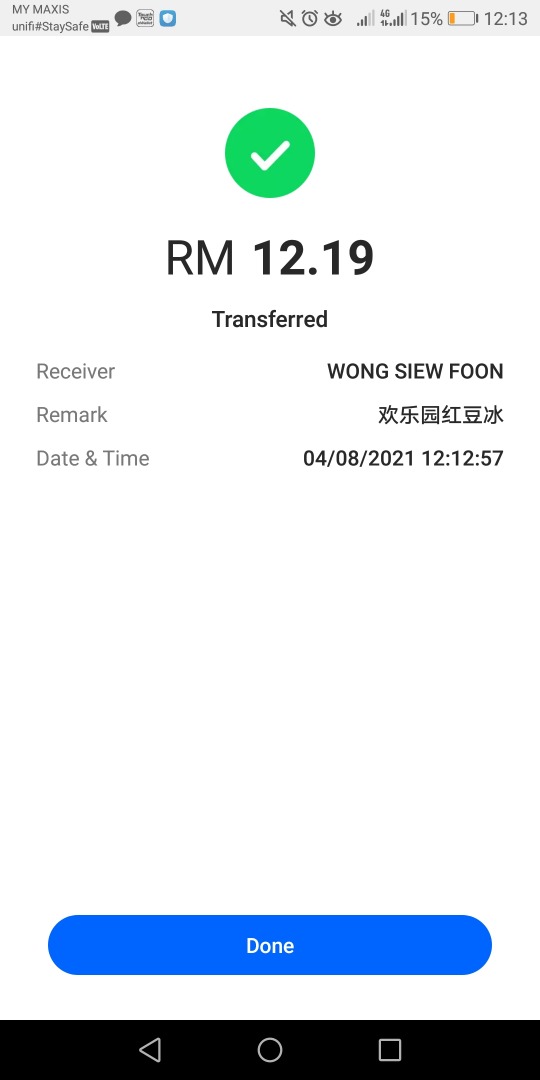 MY MAXIS
unifi#StaySafe VoLTE 4G 15% 12:13
RM 12.19
Transferred
Receiver WONG SIEW FOON
Remark 欢乐园红豆冰
Date & Time 04/08/2021 12:12:57
Done